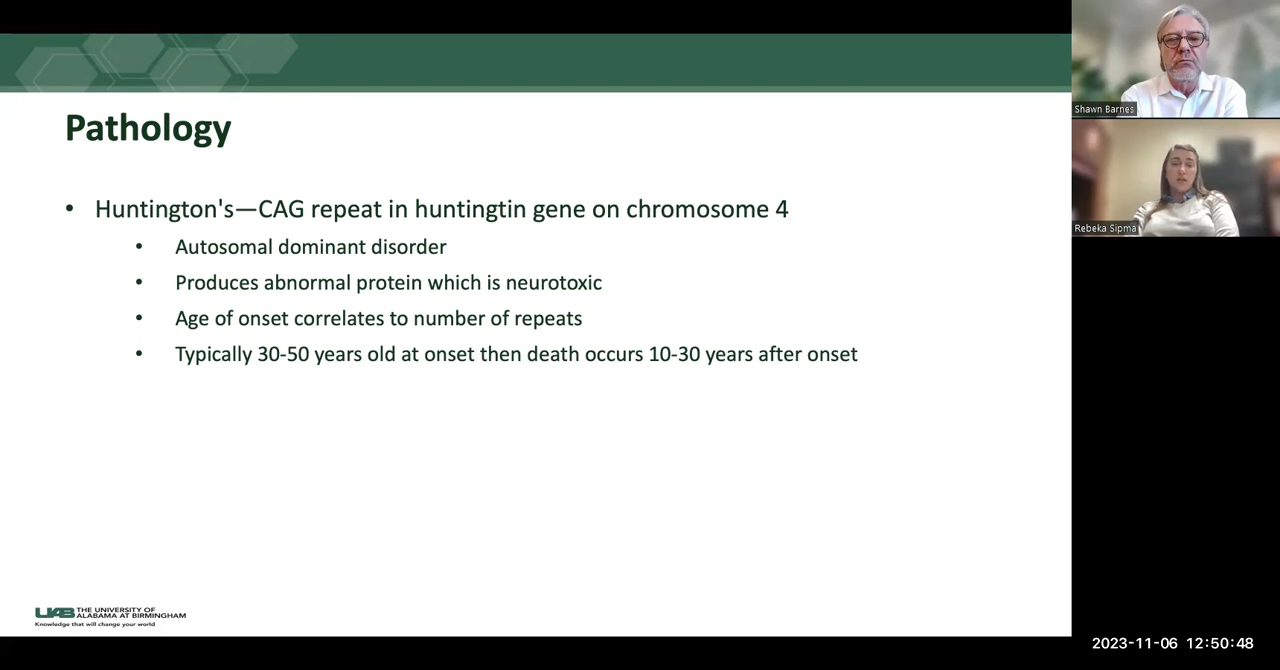 Pathology
• Huntington's—CAG repeat in huntingtin gene on chromosome 4
• Autosomal dominant disorder
• Produces abnormal protein which is neurotoxic
• Age of onset correlates to number of repeats
• Typically 30-50 years old at onset then death occurs 10-30 years after onset
UAB THE UNIVERSITY OF
ALABAMA AT BIRMINGHAM
Knowledge that will change your world
Shawn Barnes
Rebeka Sipma
2023-11-06 12:50:48